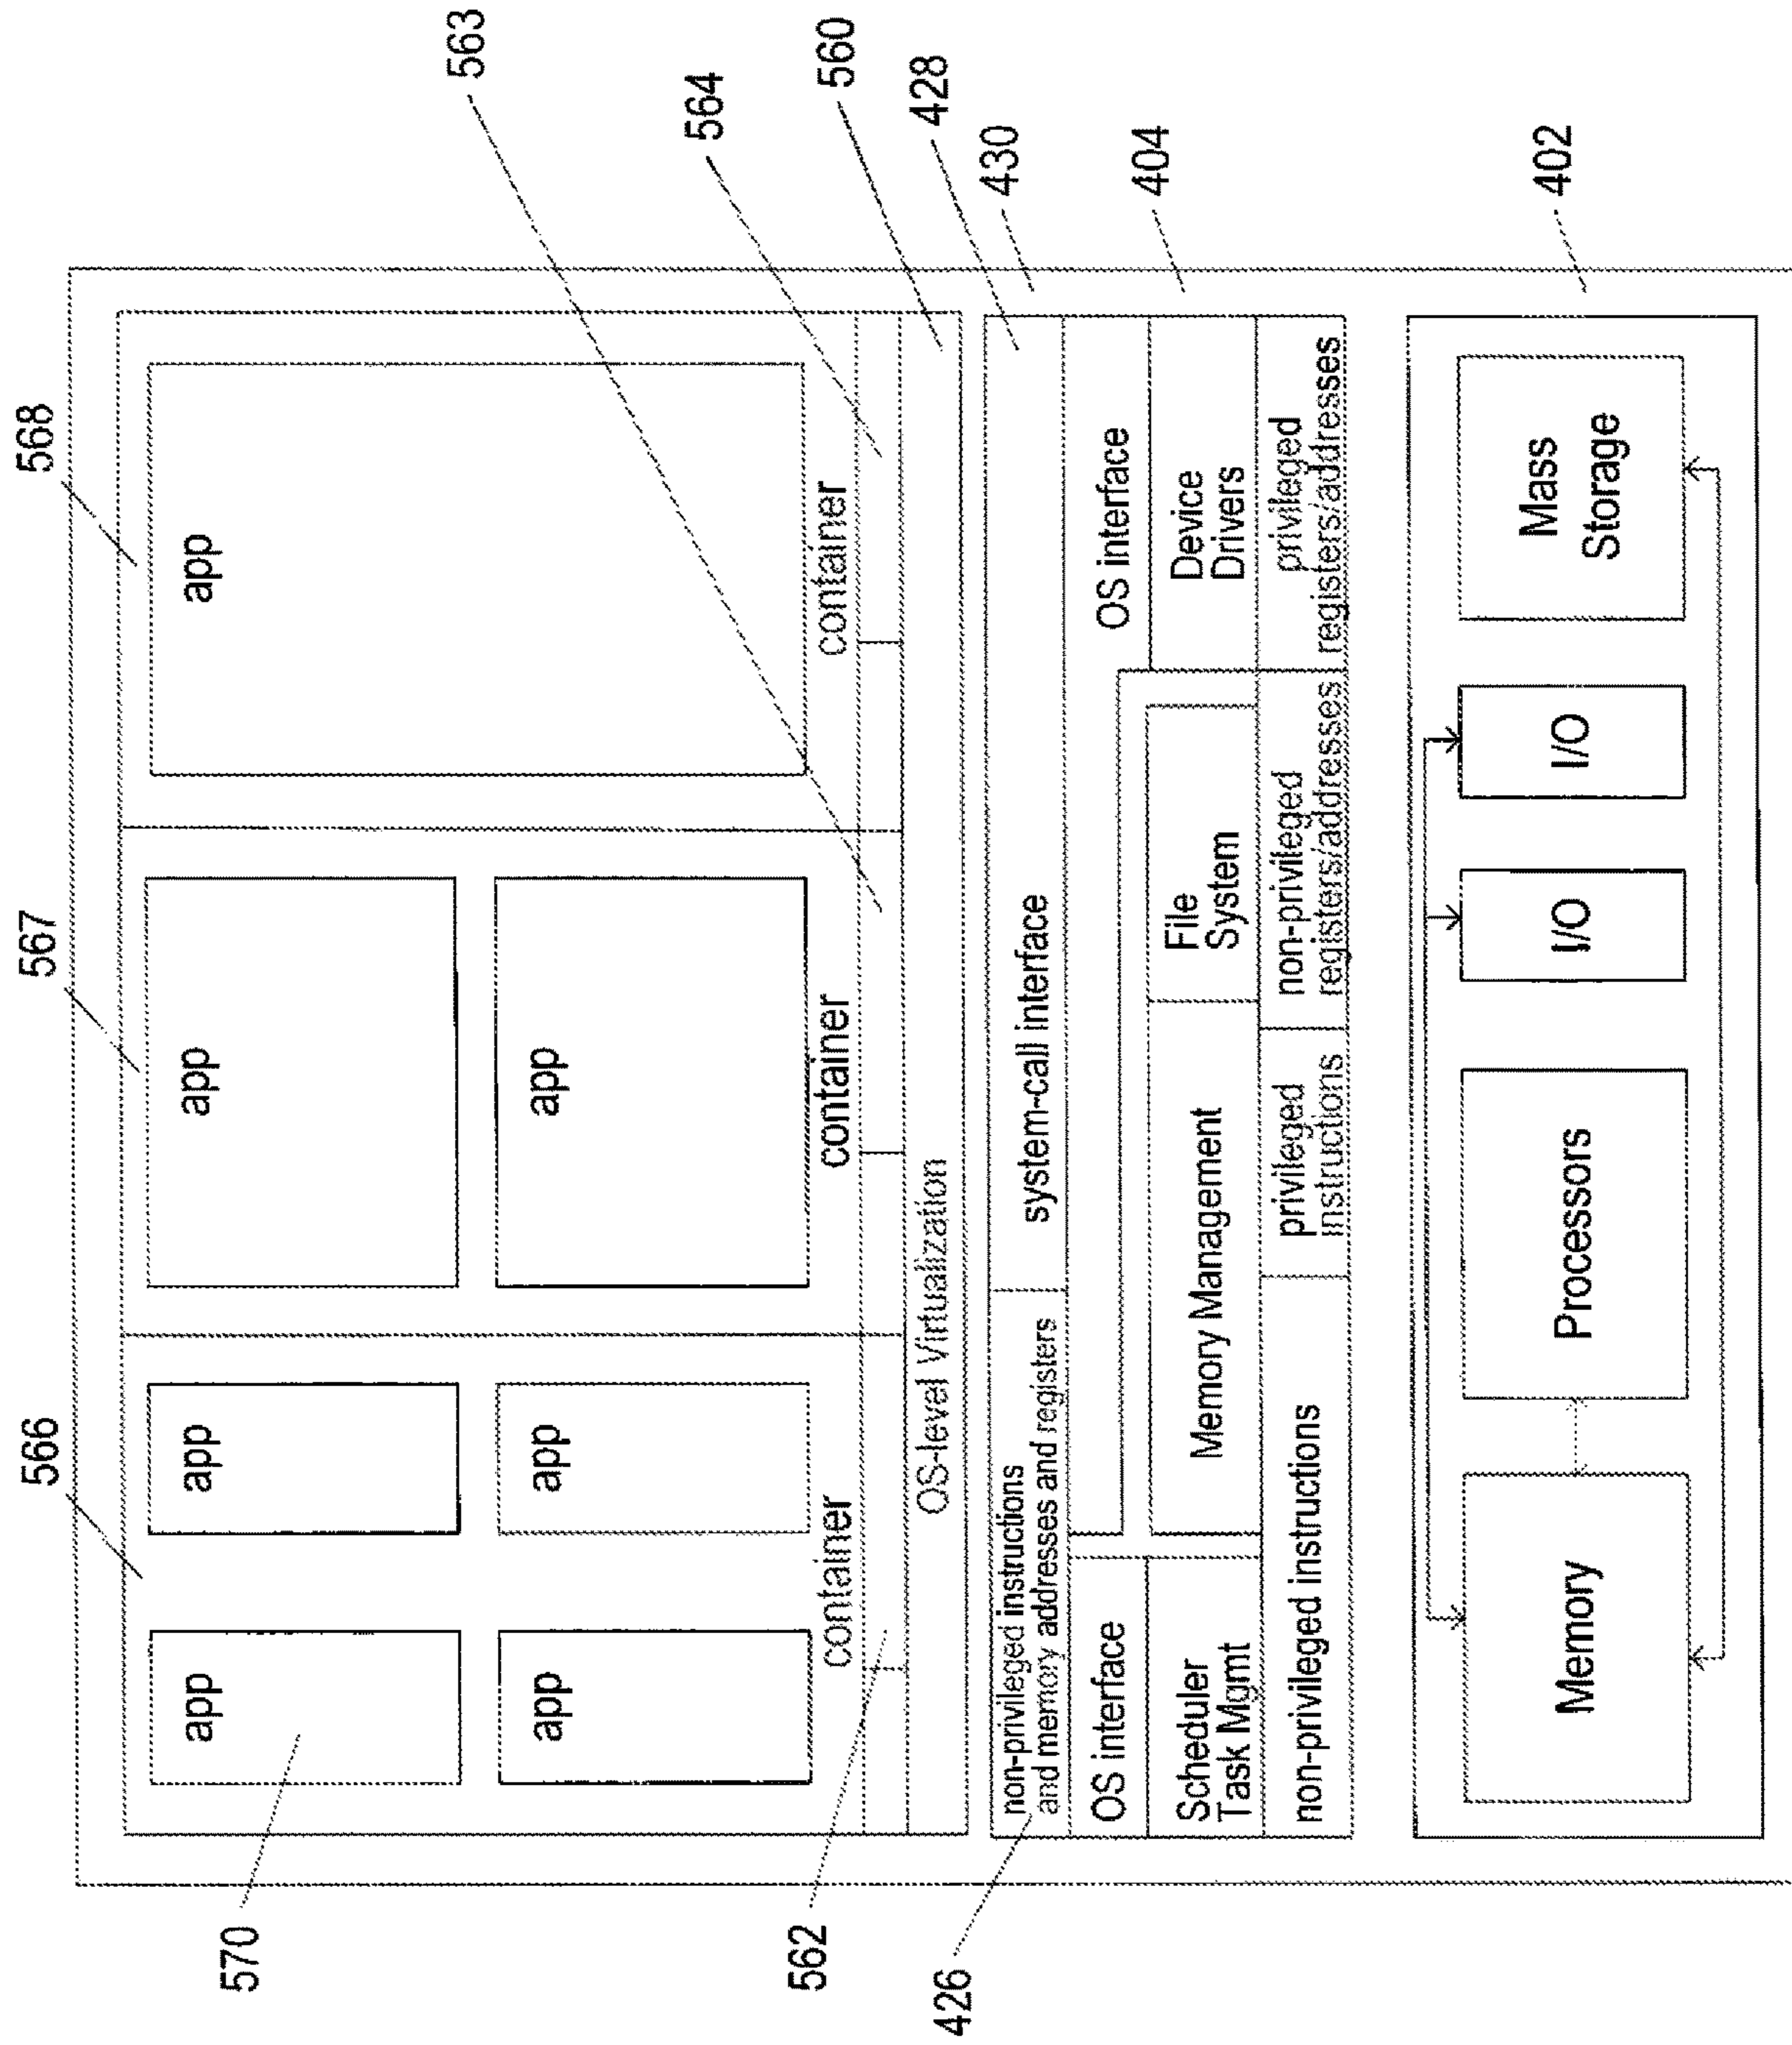 566
567
568
app
app
app
app
570
563
app
app
app
564
562
container
container
container
560
OS-level Virtualization
428
426
non-privileged instructions
and memory addresses and registers
system-call interface
430
OS interface
OS interface
404
Scheduler
Task Mgmt
Memory Management
File
System
Device
Drivers
non-privileged instructions
privileged
instructions
non-privileged
registers/addresses
privileged
registers/addresses
402
Memory
Processors
I/O
I/O
Mass
Storage